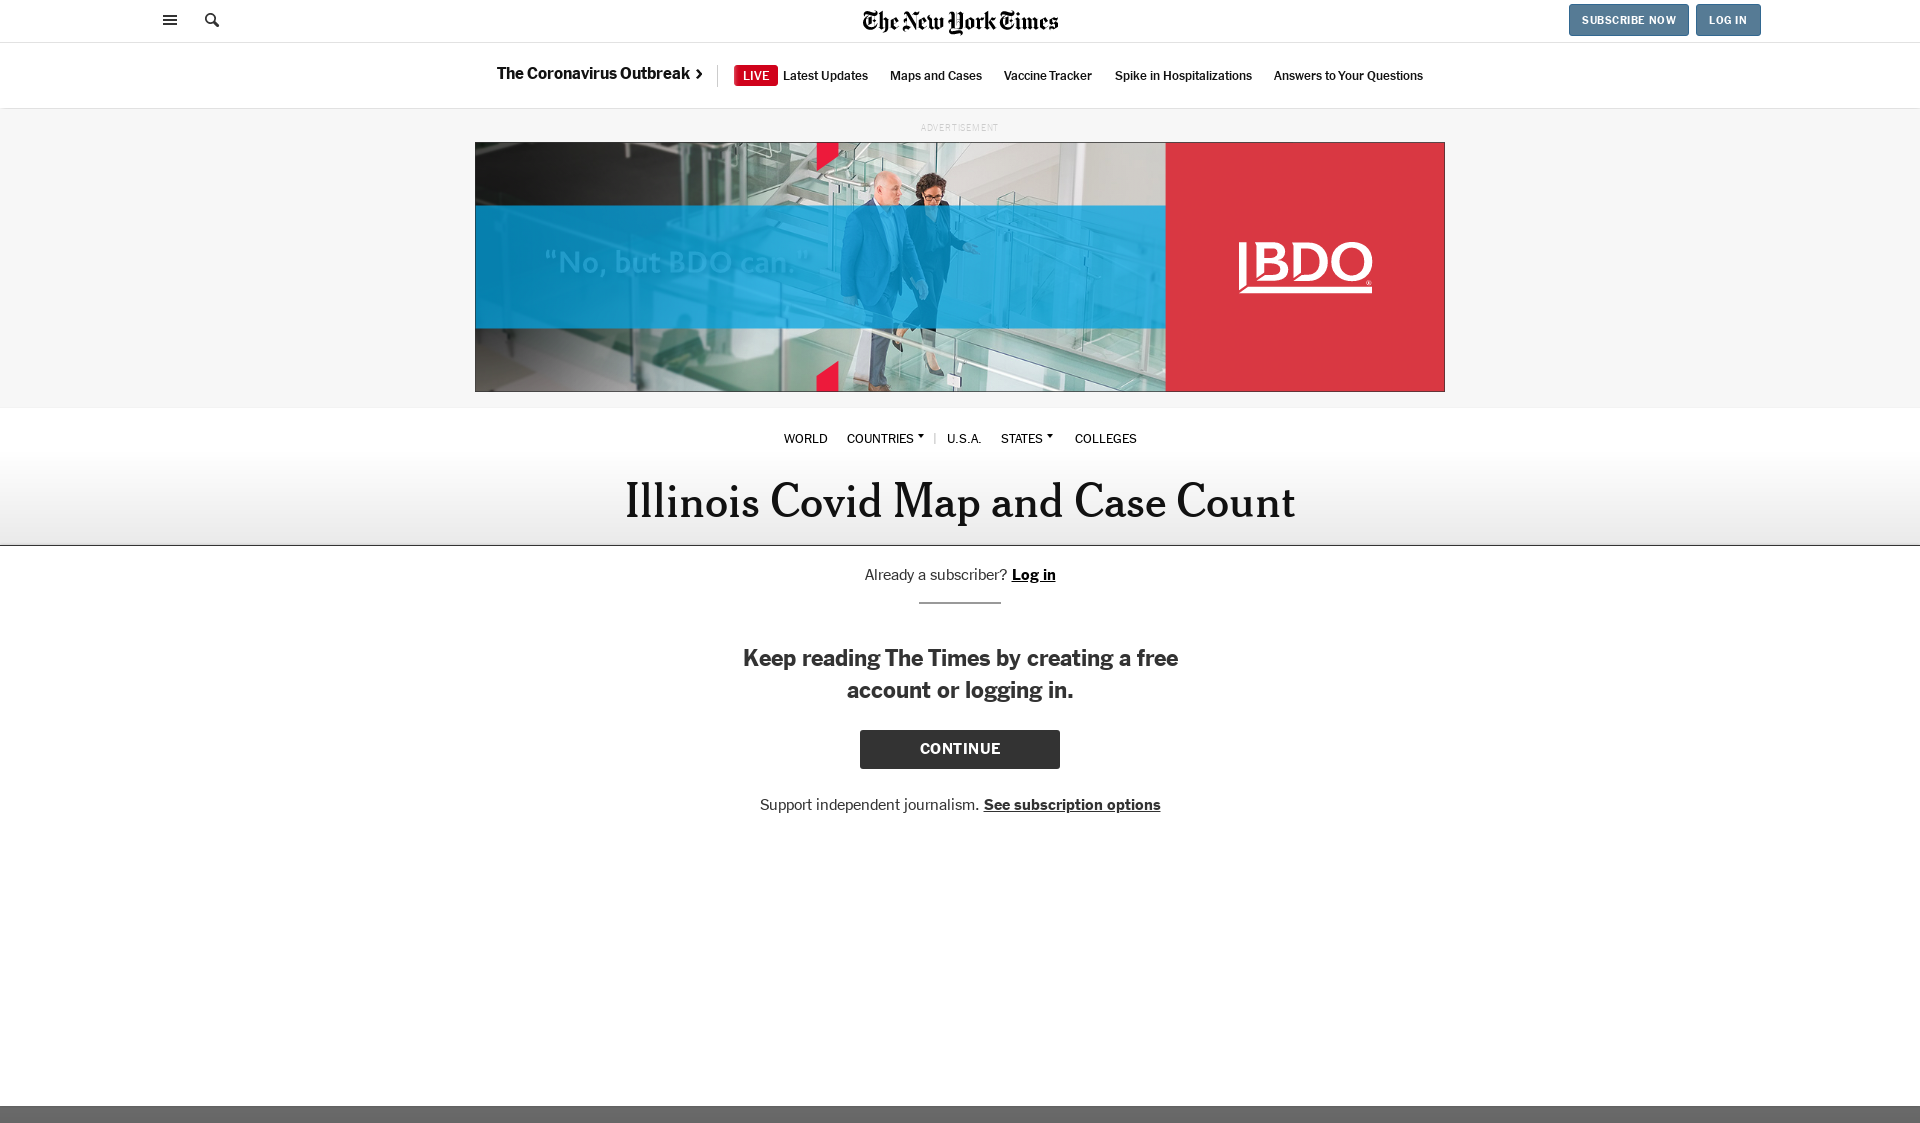 The New York Times
SUBSCRIBE NOW
LOG IN
The Coronavirus Outbreak
LIVE Latest Updates
Maps and Cases
Vaccine Tracker
Spike in Hospitalizations
Answers to Your Questions
ADVERTISEMENT
“No, but BDO can.”
BDO
®
WORLD
COUNTRIES
U.S.A.
STATES
COLLEGES
Illinois Covid Map and Case Count
Already a subscriber? Log in
Keep reading The Times by creating a free
account or logging in.
CONTINUE
Support independent journalism. See subscription options